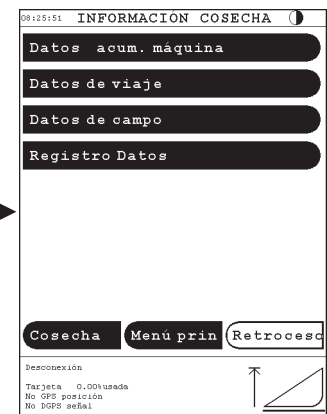 08:25:51 INFORMACIÓN COSECHA
Datos acum. máquina
Datos de viaje
Datos de campo
Registro Datos
Cosecha Menú prin Retroceso
Desconexión
Tarjeta 0.00%usada
No GPS posición
No DGPS señal